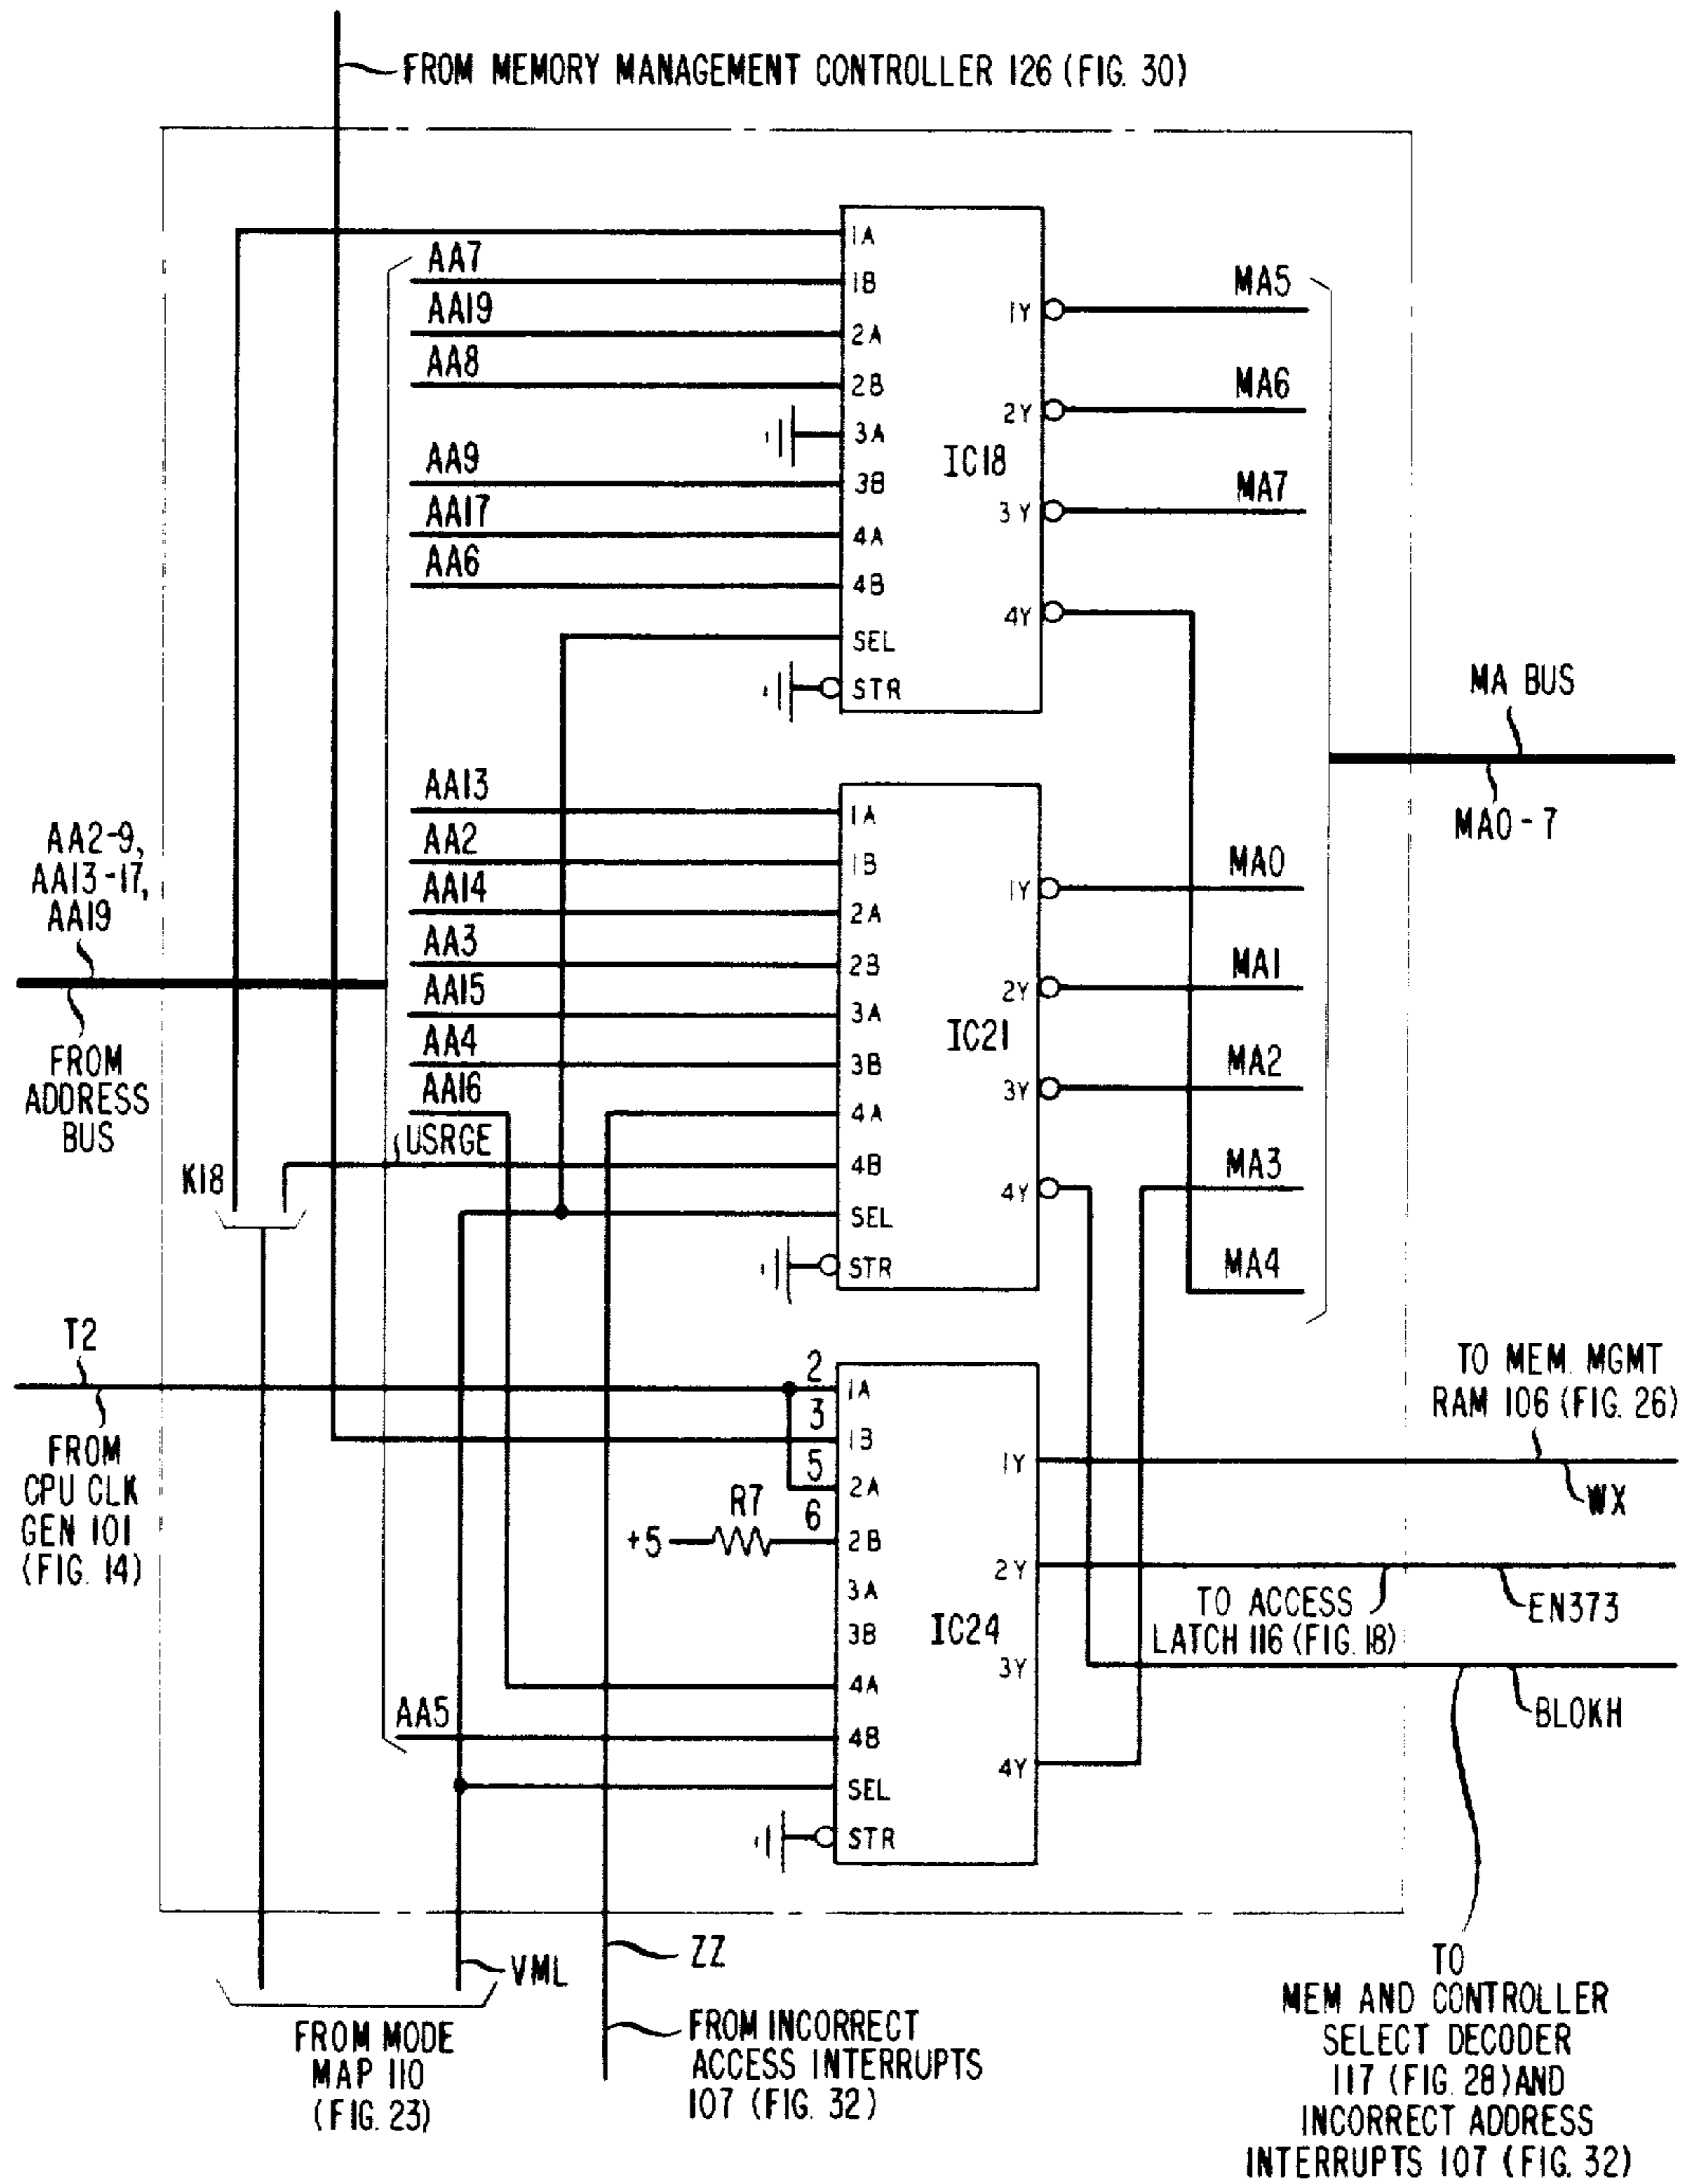 FROM MEMORY MANAGEMENT CONTROLLER 126 (FIG. 30)
1A
AA7
1B
AA19
2A
AA8
2B
3A
AA9
3B
AA17
4A
AA6
4B
SEL
STR
IC18
1Y
MA5
2Y
MA6
3Y
MA7
4Y
MA BUS
MA0-7
AA2-9,
AA13-17,
AA19
FROM
ADDRESS
BUS
AA13
1A
AA2
1B
AA14
2A
AA3
2B
AA15
3A
AA4
3B
AA16
4A
USRGE
4B
K18
SEL
STR
IC21
1Y
MA0
2Y
MA1
3Y
MA2
4Y
MA3
MA4
T2
FROM
CPU CLK
GEN 101
(FIG. 14)
2
1A
3
1B
5
2A
6
+5
R7
2B
3A
3B
4A
AA5
4B
SEL
STR
IC24
1Y
2Y
3Y
4Y
TO MEM. MGMT
RAM 106 (FIG. 26)
WX
TO ACCESS
LATCH 116 (FIG. 18)
EN373
BLOKH
VML
FROM MODE
MAP 110
(FIG. 23)
ZZ
FROM INCORRECT
ACCESS INTERRUPTS
107 (FIG. 32)
TO
MEM AND CONTROLLER
SELECT DECODER
117 (FIG. 28) AND
INCORRECT ADDRESS
INTERRUPTS 107 (FIG. 32)